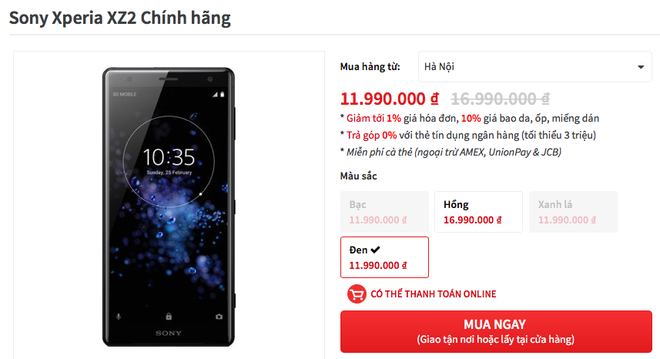 Sony Xperia XZ2 Chính hãng
Mua hàng từ: Hà Nội
11.990.000 ₫ 16.990.000 ₫
* Giảm tới 1% giá hóa đơn, 10% giá bao da, ốp, miếng dán
* Trả góp 0% với thẻ tín dụng ngân hàng (tối thiểu 3 triệu)
* Miễn phí cà thẻ (ngoại trừ AMEX, UnionPay & JCB)
Màu sắc
Bạc
11.990.000 ₫
Hồng
16.990.000 ₫
Xanh lá
11.990.000 ₫
Đen ✔
11.990.000 ₫
CÓ THỂ THANH TOÁN ONLINE
MUA NGAY
(Giao tận nơi hoặc lấy tại cửa hàng)
SO MOBILE
10:35
Sunday, 25 February
SONY